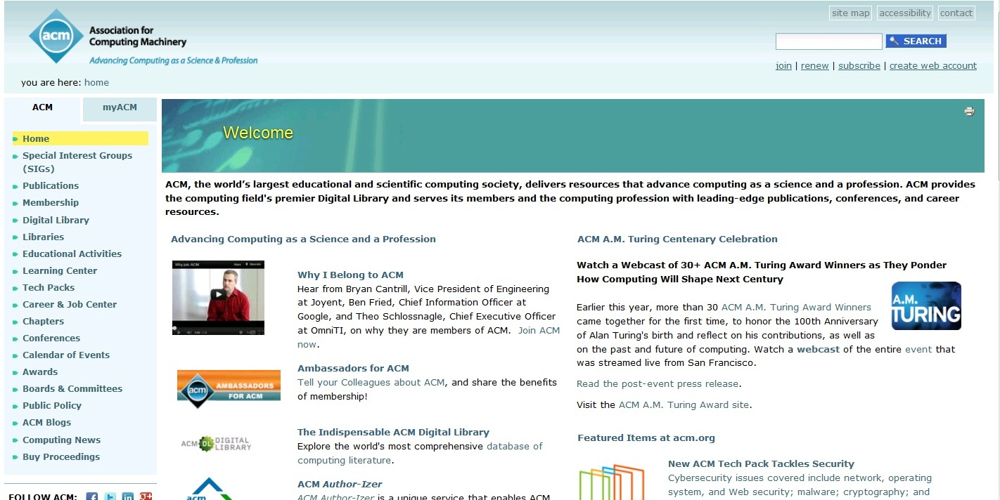 site map accessibility contact
acm Association for
Computing Machinery
Advancing Computing as a Science & Profession
SEARCH
join | renew | subscribe | create web account
you are here: home
ACM myACM
Home
Special Interest Groups
(SIGs)
Publications
Membership
Digital Library
Libraries
Educational Activities
Learning Center
Tech Packs
Career & Job Center
Chapters
Conferences
Calendar of Events
Awards
Boards & Committees
Public Policy
ACM Blogs
Computing News
Buy Proceedings
FOLLOW ACM:
Welcome
ACM, the world’s largest educational and scientific computing society, delivers resources that advance computing as a science and a profession. ACM provides
the computing field's premier Digital Library and serves its members and the computing profession with leading-edge publications, conferences, and career
resources.
Advancing Computing as a Science and a Profession
Why I Belong to ACM
Hear from Bryan Cantrill, Vice President of Engineering
at Joyent, Ben Fried, Chief Information Officer at
Google, and Theo Schlossnagle, Chief Executive Officer
at OmniTI, on why they are members of ACM. Join ACM
now.
AMBASSADORS
FOR ACM
acm
Ambassadors for ACM
Tell your Colleagues about ACM, and share the benefits
of membership!
ACM DL DIGITAL
LIBRARY
The Indispensable ACM Digital Library
Explore the world's most comprehensive database of
computing literature.
acm
ACM Author-Izer
ACM Author-Izer is a unique service that enables ACM
ACM A.M. Turing Centenary Celebration
Watch a Webcast of 30+ ACM A.M. Turing Award Winners as They Ponder
How Computing Will Shape Next Century
A.M.
TURING
Earlier this year, more than 30 ACM A.M. Turing Award Winners
came together for the first time, to honor the 100th Anniversary
of Alan Turing's birth and reflect on his contributions, as well as
on the past and future of computing. Watch a webcast of the entire event that
was streamed live from San Francisco.
Read the post-event press release.
Visit the ACM A.M. Turing Award site.
Featured Items at acm.org
New ACM Tech Pack Tackles Security
Cybersecurity issues covered include network, operating
system, and Web security; malware; cryptography; and